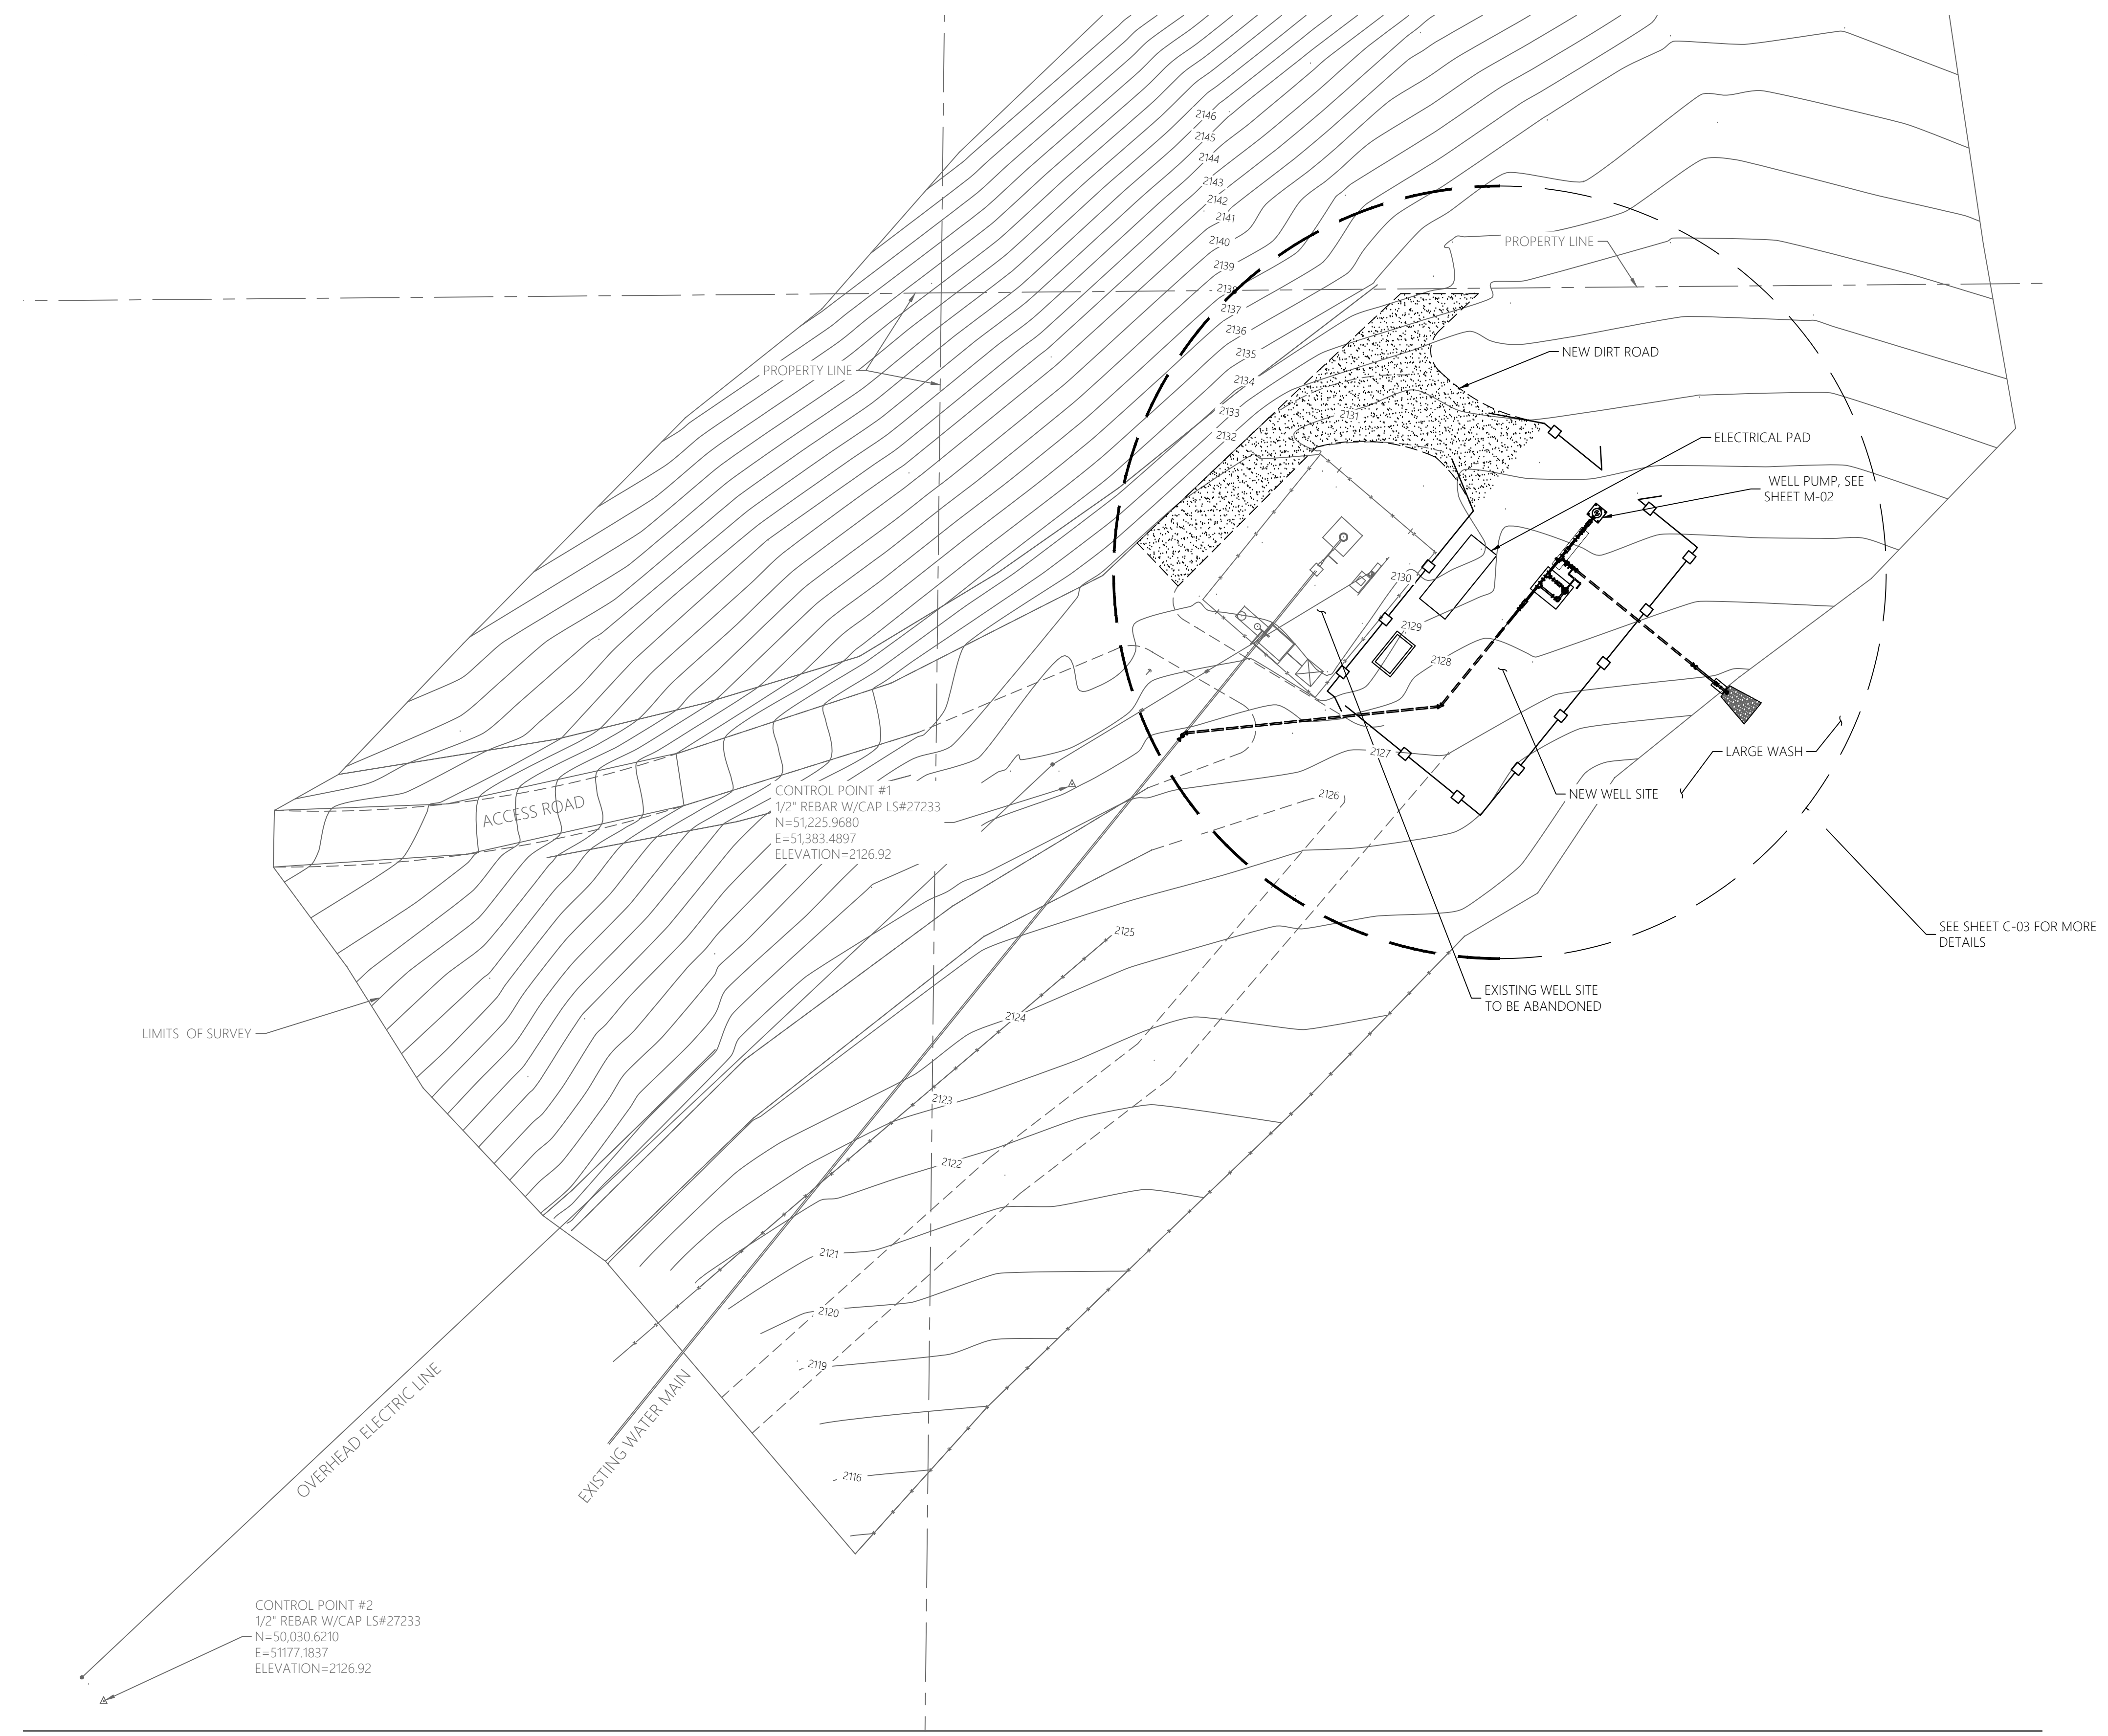 2146
2145
2144
2143
2142
2141
2140
2139
2138
2137
2136
2135
2134
2133
2132
2131
PROPERTY LINE
PROPERTY LINE
NEW DIRT ROAD
ELECTRICAL PAD
WELL PUMP, SEE
SHEET M-02
2130
2129
2128
2127
2126
LARGE WASH
NEW WELL SITE
ACCESS ROAD
CONTROL POINT #1
1/2" REBAR W/CAP LS#27233
N=51,225.9680
E=51,383.4897
ELEVATION=2126.92
SEE SHEET C-03 FOR MORE
DETAILS
EXISTING WELL SITE
TO BE ABANDONED
LIMITS OF SURVEY
2125
2124
2123
2122
2121
2120
2119
2116
OVERHEAD ELECTRIC LINE
EXISTING WATER MAIN
CONTROL POINT #2
1/2" REBAR W/CAP LS#27233
N=50,030.6210
E=51177.1837
ELEVATION=2126.92